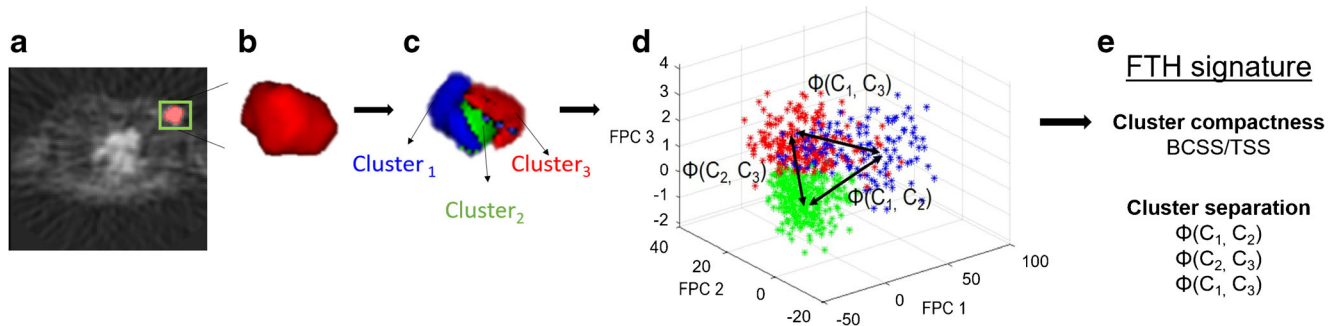 a
b
c
d
e
Cluster 1
Cluster2
Cluster3
4
3
2
1
0
-1
-2
FPC 3
40
20
0
-20
FPC 2
-50
0
50
100
FPC 1
Φ(C1, C3)
Φ(C2, C3)
Φ(C1, C2)
FTH signature
Cluster compactness
BCSS/TSS
Cluster separation
Φ(C1, C2)
Φ(C2, C3)
Φ(C1, C3)